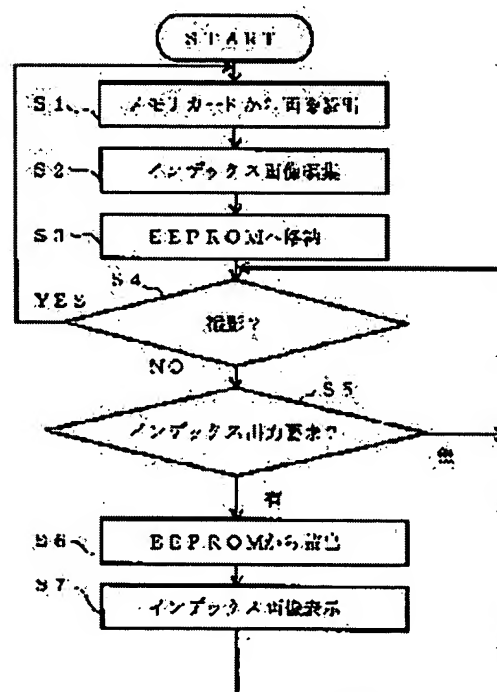 START
S1 メモリカードから画像読出
S2 インデックス画像編集
S3 EEPROMへ格納
S4
撮影?
YES
NO
S5
インデックス出力要求?
無
有
S6 EEPROMから読出
S7 インデックス画像表示